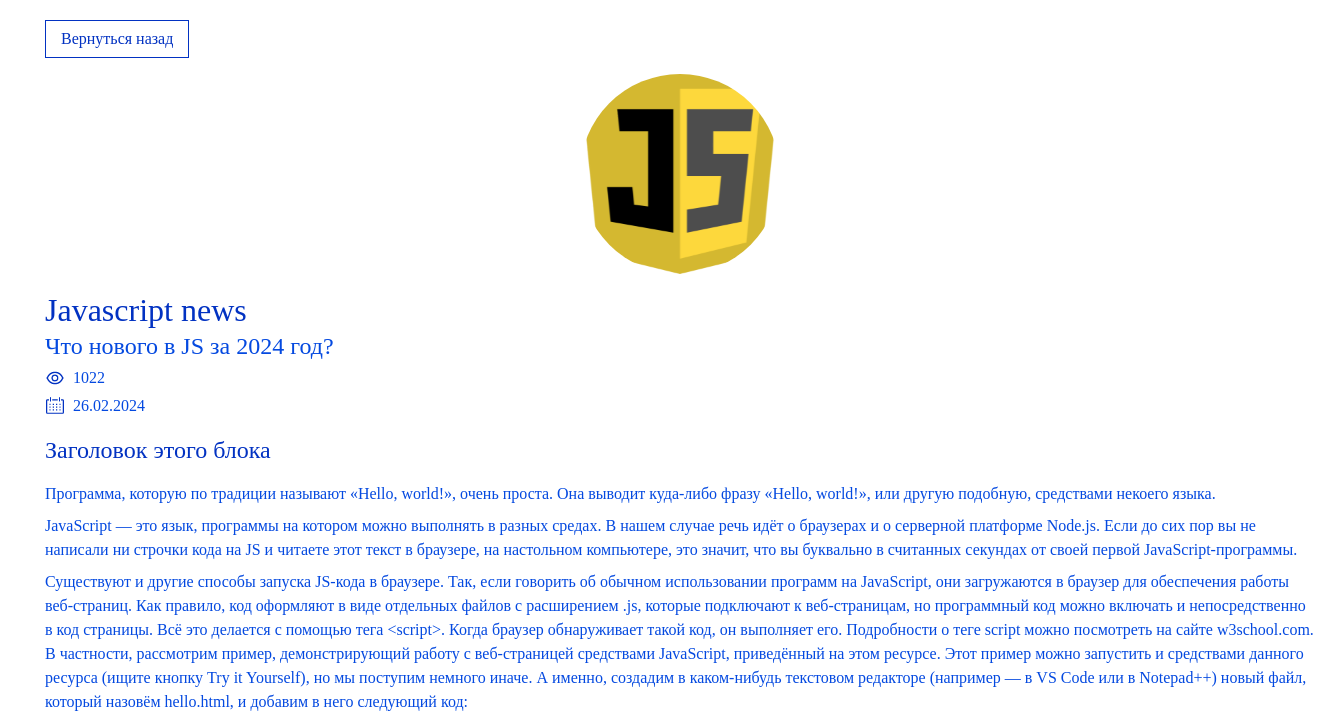 Вернуться назад
JS
Javascript news
Что нового в JS за 2024 год?
1022
26.02.2024
Заголовок этого блока
Программа, которую по традиции называют «Hello, world!», очень проста. Она выводит куда-либо фразу «Hello, world!», или другую подобную, средствами некоего языка.
JavaScript — это язык, программы на котором можно выполнять в разных средах. В нашем случае речь идёт о браузерах и о серверной платформе Node.js. Если до сих пор вы не
написали ни строчки кода на JS и читаете этот текст в браузере, на настольном компьютере, это значит, что вы буквально в считанных секундах от своей первой JavaScript-программы.
Существуют и другие способы запуска JS-кода в браузере. Так, если говорить об обычном использовании программ на JavaScript, они загружаются в браузер для обеспечения работы
веб-страниц. Как правило, код оформляют в виде отдельных файлов с расширением .js, которые подключают к веб-страницам, но программный код можно включать и непосредственно
в код страницы. Всё это делается с помощью тега <script>. Когда браузер обнаруживает такой код, он выполняет его. Подробности о теге script можно посмотреть на сайте w3school.com.
В частности, рассмотрим пример, демонстрирующий работу с веб-страницей средствами JavaScript, приведённый на этом ресурсе. Этот пример можно запустить и средствами данного
ресурса (ищите кнопку Try it Yourself), но мы поступим немного иначе. А именно, создадим в каком-нибудь текстовом редакторе (например — в VS Code или в Notepad++) новый файл,
который назовём hello.html, и добавим в него следующий код: